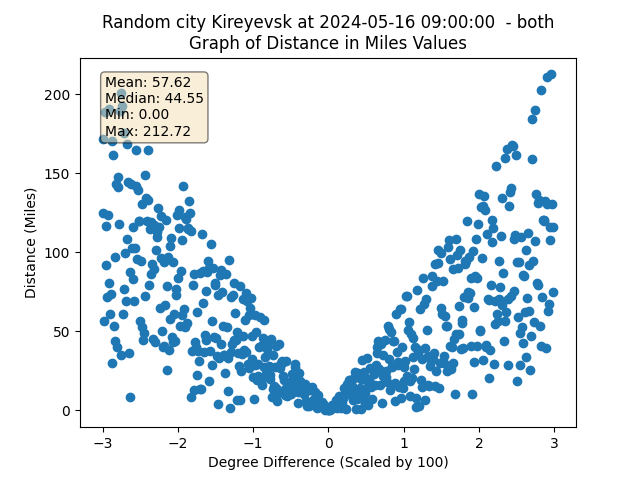 Random city Kireyevsk at 2024-05-16 09:00:00  - both
Graph of Distance in Miles Values
Mean: 57.62
Median: 44.55
Min: 0.00
Max: 212.72
200
150
100
50
0
Distance (Miles)
−3 −2 −1 0 1 2 3
Degree Difference (Scaled by 100)